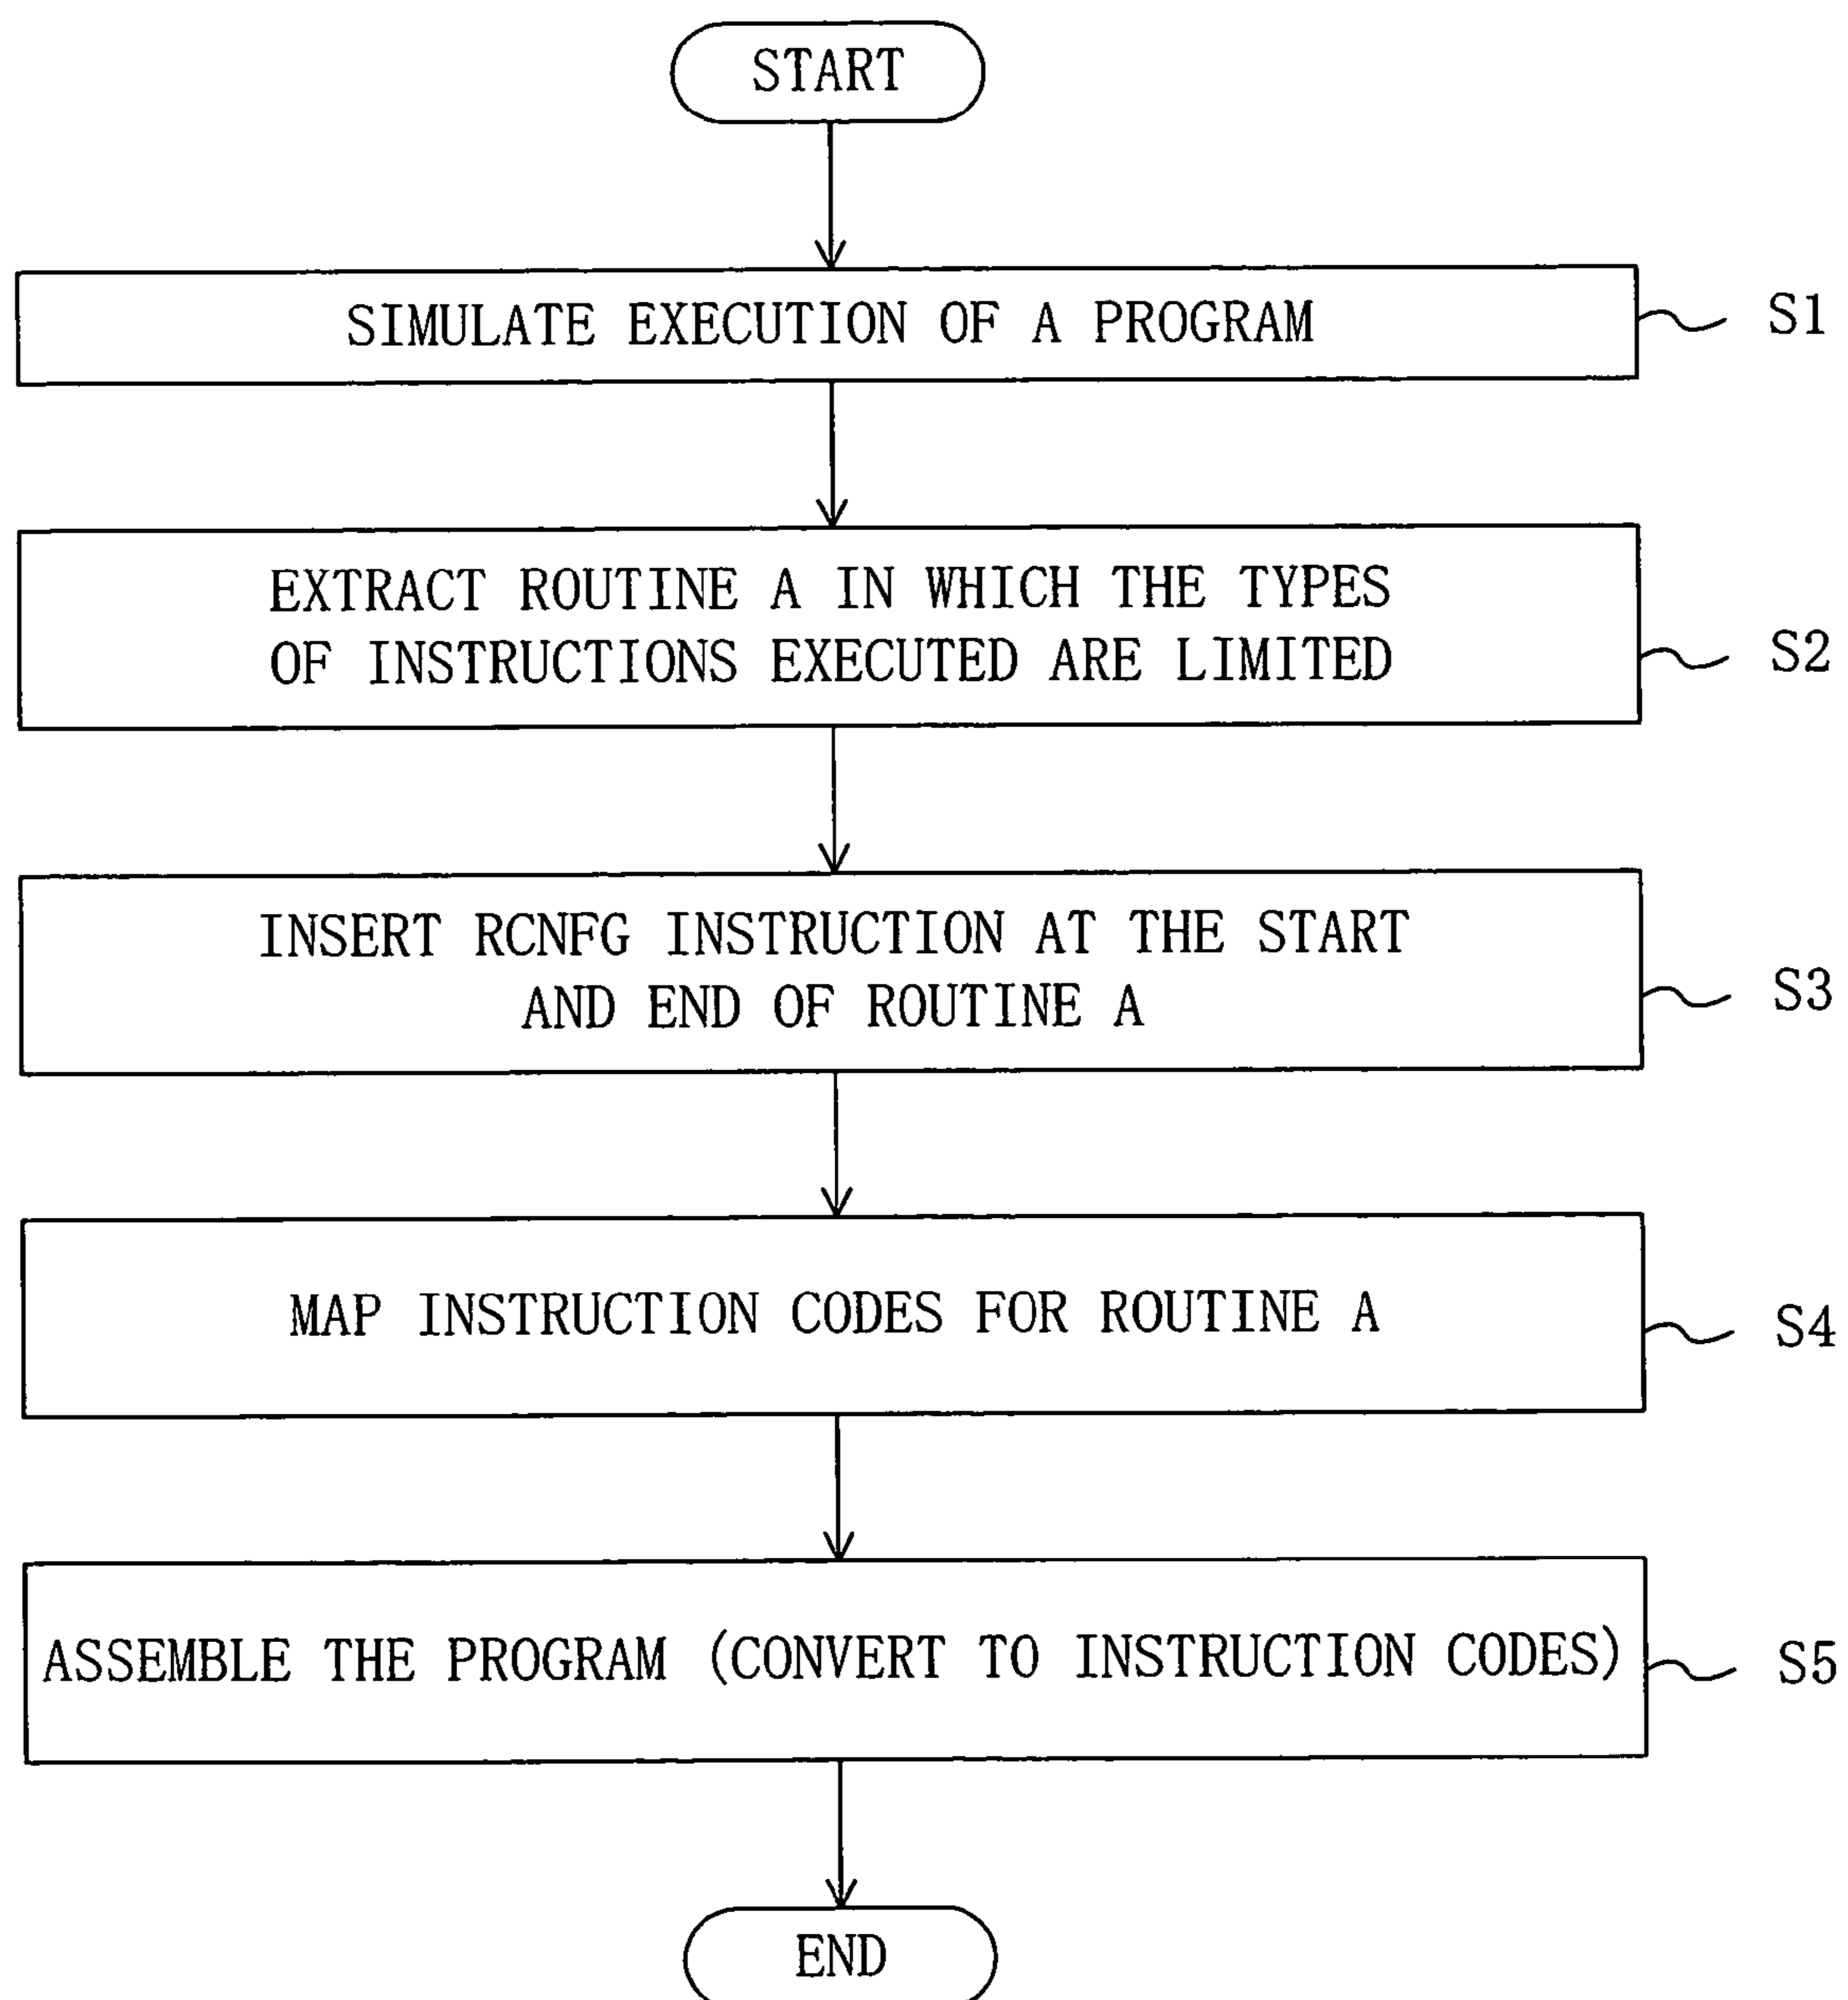 START
SIMULATE EXECUTION OF A PROGRAM
S1
EXTRACT ROUTINE A IN WHICH THE TYPES
OF INSTRUCTIONS EXECUTED ARE LIMITED
S2
INSERT RCNFG INSTRUCTION AT THE START
AND END OF ROUTINE A
S3
MAP INSTRUCTION CODES FOR ROUTINE A
S4
ASSEMBLE THE PROGRAM (CONVERT TO INSTRUCTION CODES)
S5
END